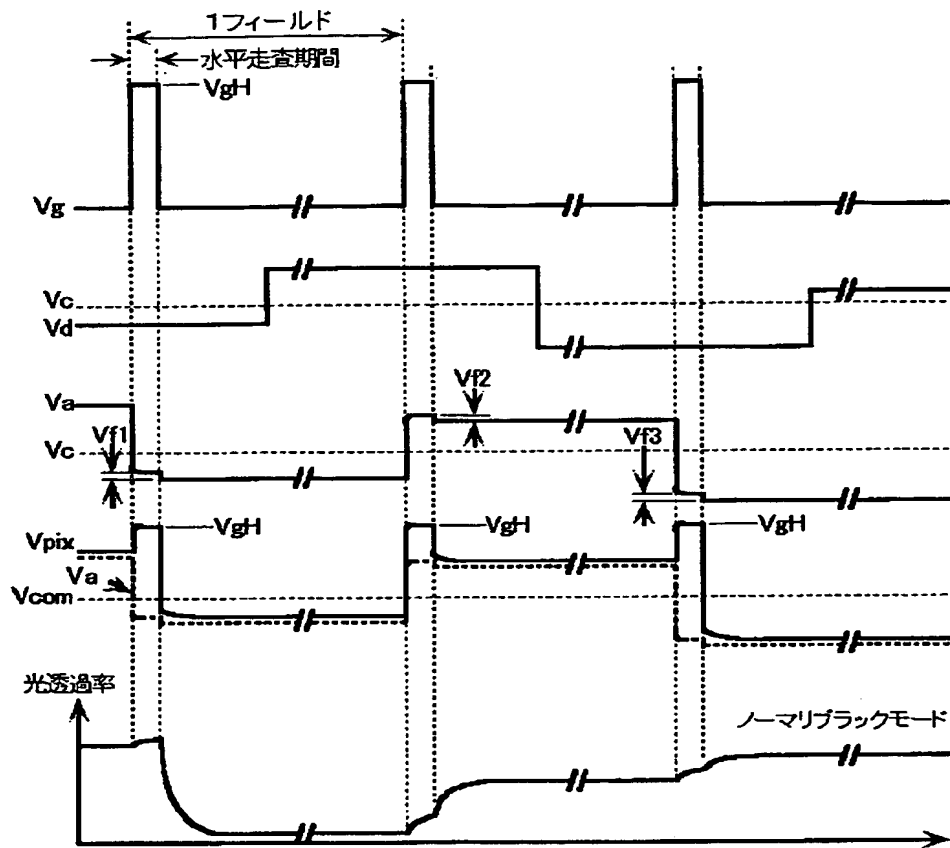 1フィールド
水平走査期間
VgH
Vg
Vc
Vd
Vf2
Va
Vf1
Vc
Vf3
VgH
VgH
VgH
Vpix
Va
Vcom
光透過率
ノーマリブラックモード